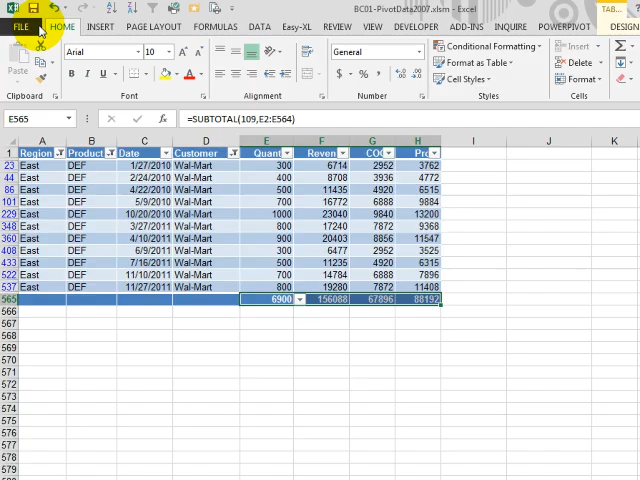 BC01-PivotData2007.xlsm - Excel
TAB...
FILE HOME INSERT PAGE LAYOUT FORMULAS DATA Easy-XL REVIEW VIEW DEVELOPER ADD-INS INQUIRE POWERPIVOT DESIGN
Arial 10 General Conditional Formatting Insert
Paste B I U $ % , Format as Table Delete
Cell Styles Format
Clipboard Font Alignment Number Styles Cells
E565 =SUBTOTAL(109,E2:E564)
A B C D E F G H I J K
1 Region Product Date Customer Quant Reven COG Pro
23 East DEF 1/27/2010 Wal-Mart 300 6714 2952 3762
44 East DEF 2/24/2010 Wal-Mart 400 8708 3936 4772
86 East DEF 4/22/2010 Wal-Mart 500 11435 4920 6515
101 East DEF 5/9/2010 Wal-Mart 700 16772 6888 9884
229 East DEF 10/20/2010 Wal-Mart 1000 23040 9840 13200
348 East DEF 3/27/2011 Wal-Mart 800 17240 7872 9368
360 East DEF 4/10/2011 Wal-Mart 900 20403 8856 11547
408 East DEF 6/9/2011 Wal-Mart 300 6477 2952 3525
433 East DEF 7/16/2011 Wal-Mart 500 11235 4920 6315
522 East DEF 11/10/2011 Wal-Mart 700 14784 6888 7896
537 East DEF 11/27/2011 Wal-Mart 800 19280 7872 11408
565 6900 156088 67896 88192
566
567
568
569
570
571
572
573
574
575
576
577
578
579